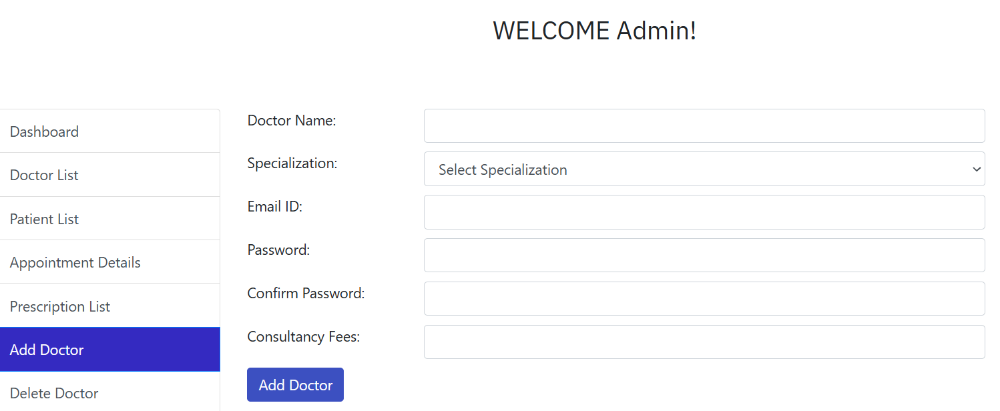 WELCOME Admin!
Dashboard
Doctor List
Patient List
Appointment Details
Prescription List
Add Doctor
Delete Doctor
Doctor Name:
Specialization:
Select Specialization
Email ID:
Password:
Confirm Password:
Consultancy Fees:
Add Doctor